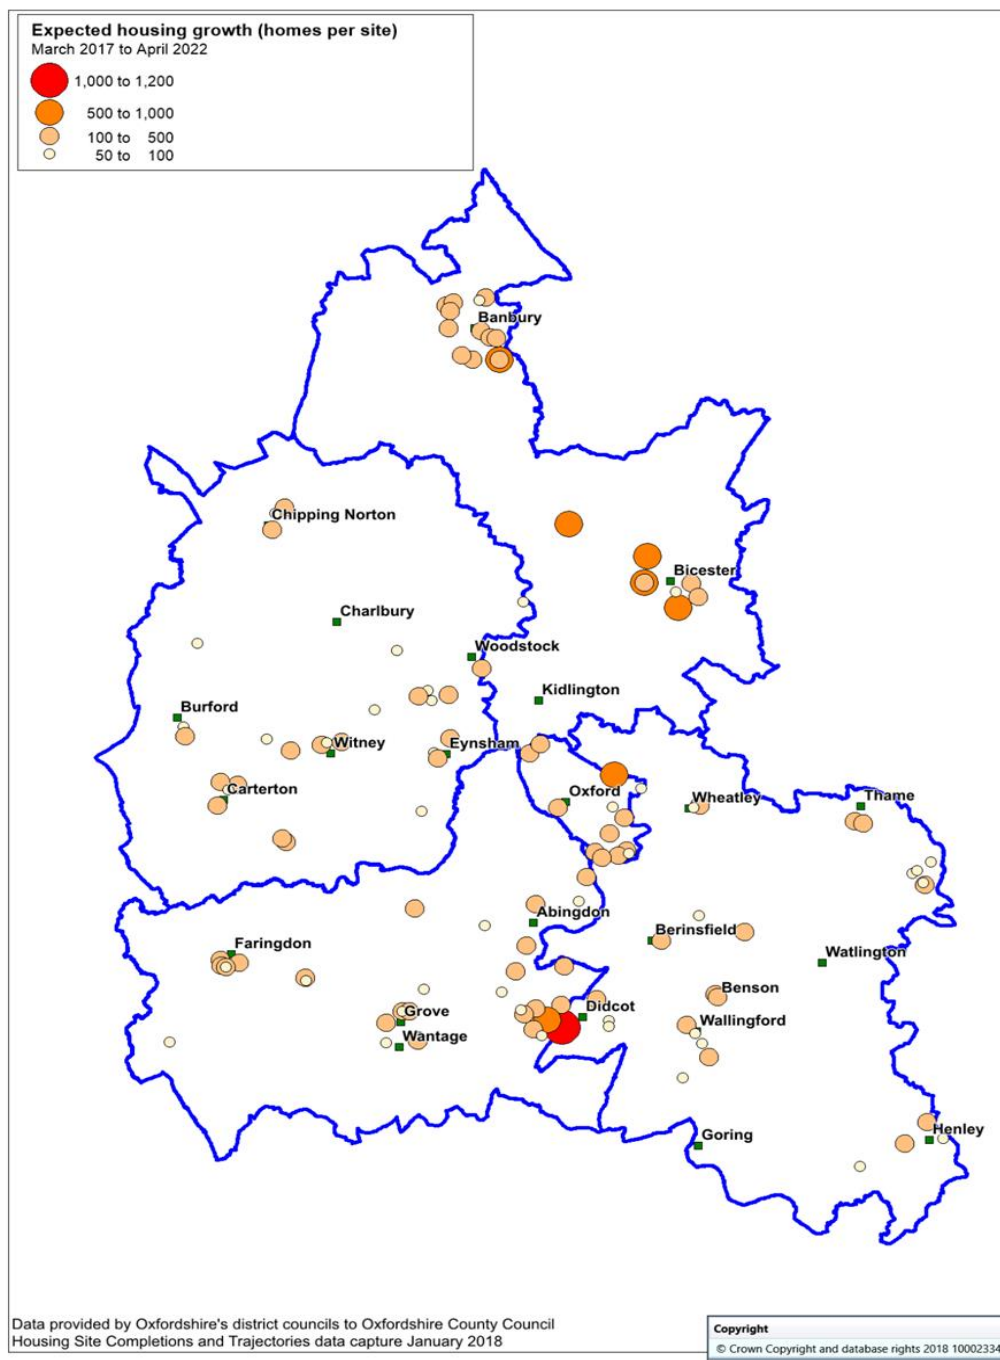 Expected housing growth (homes per site)
March 2017 to April 2022
1,000 to 1,200
500 to 1,000
100 to 500
50 to 100
Banbury
Chipping Norton
Bicester
Charlbury
Woodstock
Kidlington
Burford
Witney
Eynsham
Carterton
Oxford
Wheatley
Thame
Abingdon
Berinsfield
Faringdon
Watlington
Benson
Grove
Didcot
Wallingford
Wantage
Goring
Henley
Data provided by Oxfordshire's district councils to Oxfordshire County Council
Housing Site Completions and Trajectories data capture January 2018
Copyright
© Crown Copyright and database rights 2018 10002334